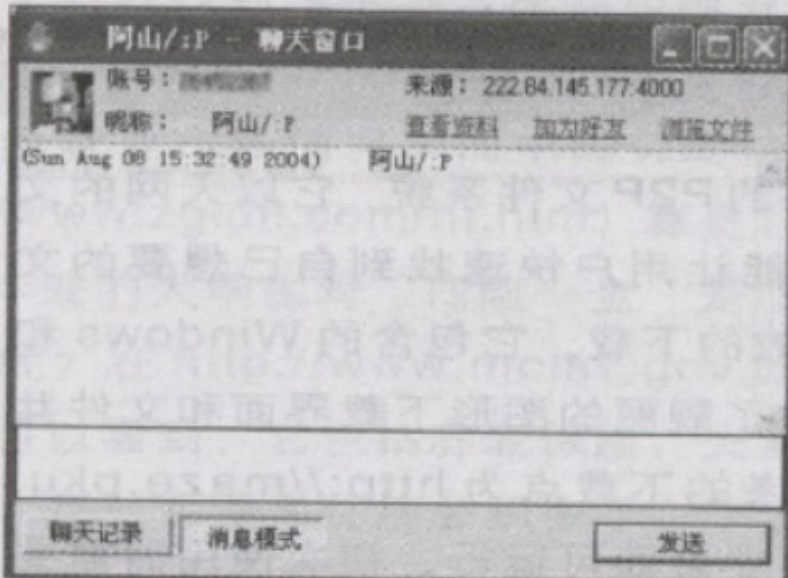 阿山/:P - 聊天窗口
账号：
来源： 222.84.145.177:4000
昵称： 阿山/:P
查看资料 加为好友 浏览文件
(Sun Aug 08 15:32:49 2004) 阿山/:P
聊天记录 消息模式 发送